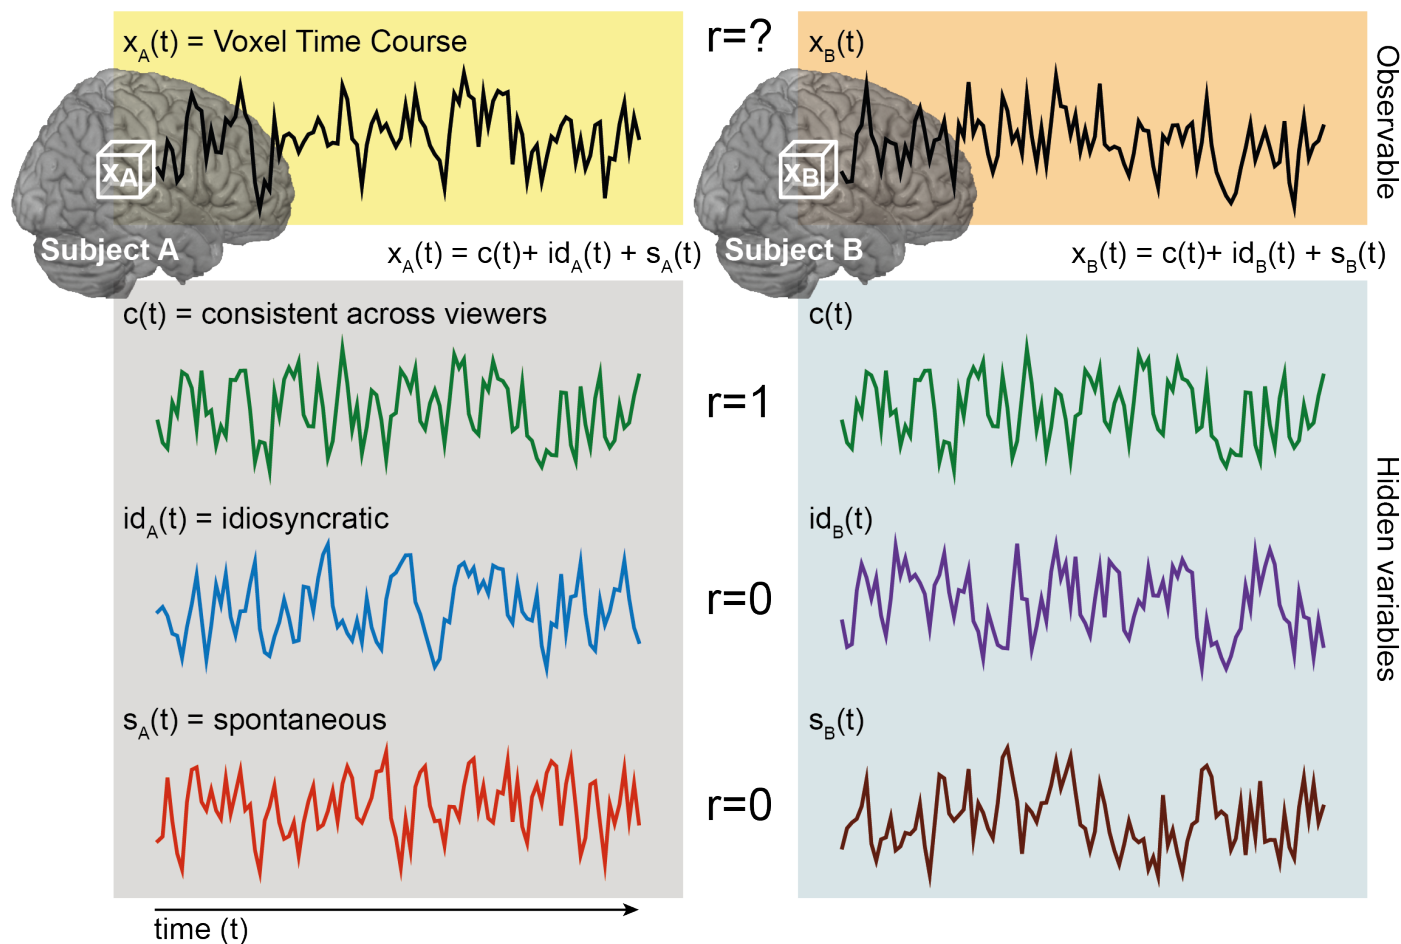 x_A(t) = Voxel Time Course
r=?
x_B(t)
Observable
x_A
x_B
Subject A
x_A(t) = c(t)+ id_A(t) + s_A(t)
Subject B
x_B(t) = c(t)+ id_B(t) + s_B(t)
c(t) = consistent across viewers
c(t)
r=1
Hidden variables
id_A(t) = idiosyncratic
id_B(t)
r=0
s_A(t) = spontaneous
s_B(t)
r=0
time (t)